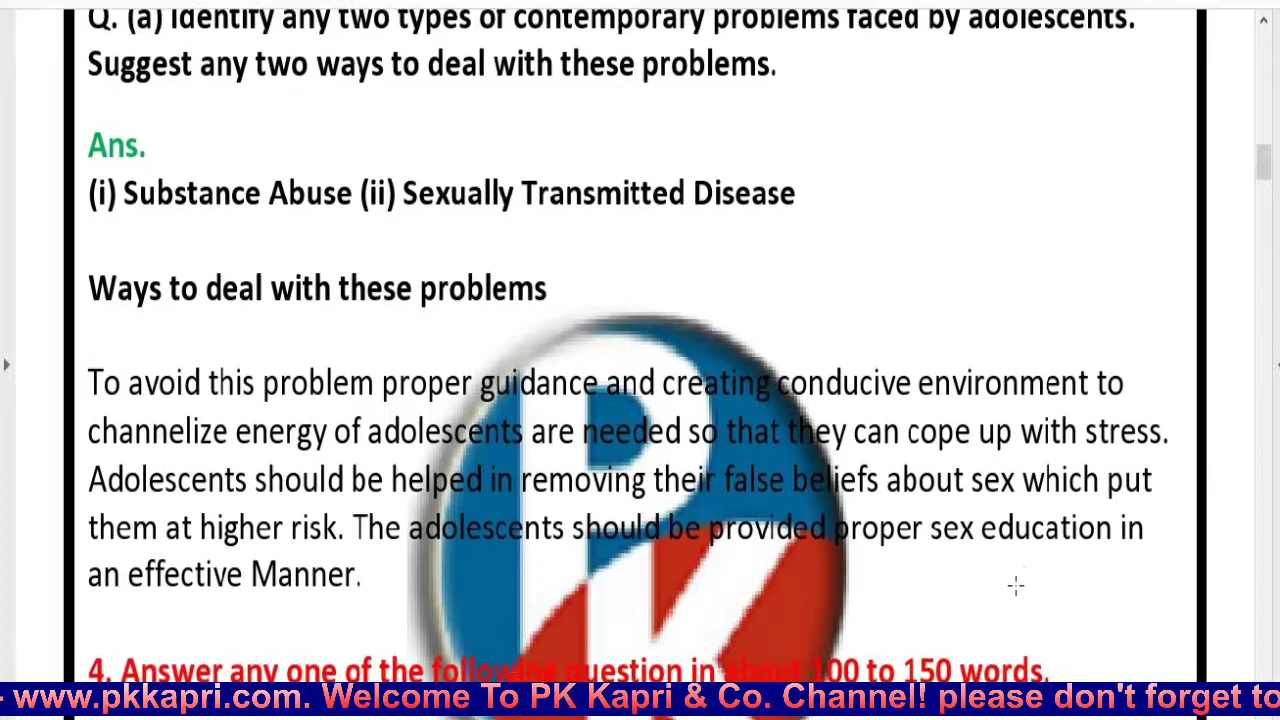 Q. (a) Identify any two types of contemporary problems faced by adolescents.
Suggest any two ways to deal with these problems.
Ans.
(i) Substance Abuse (ii) Sexually Transmitted Disease
Ways to deal with these problems
To avoid this problem proper guidance and creating conducive environment to
channelize energy of adolescents are needed so that they can cope up with stress.
Adolescents should be helped in removing their false beliefs about sex which put
them at higher risk. The adolescents should be provided proper sex education in
an effective Manner.
PK
4. Answer any one of the following question in about 100 to 150 words.
- www.pkkapri.com. Welcome To PK Kapri & Co. Channel! please don't forget to